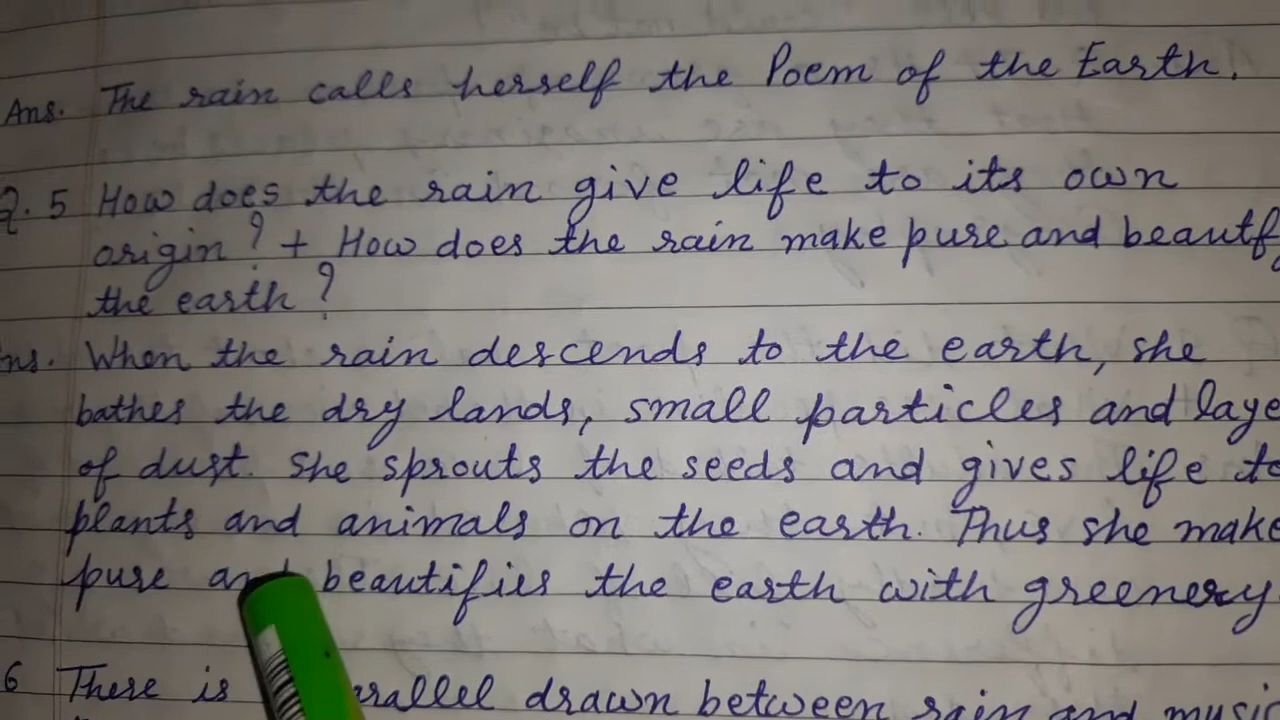 Ans. The rain calls herself the Poem of the Earth.
Q.5 How does the rain give life to its own
origin? + How does the rain make pure and beautf
the earth?
ns. When the rain descends to the earth, she
bathes the dry lands, small particles and laye
of dust. She sprouts the seeds and gives life to
plants and animals on the earth. Thus she make
pure and beautifies the earth with greenery
6 There is drawn between rain and music